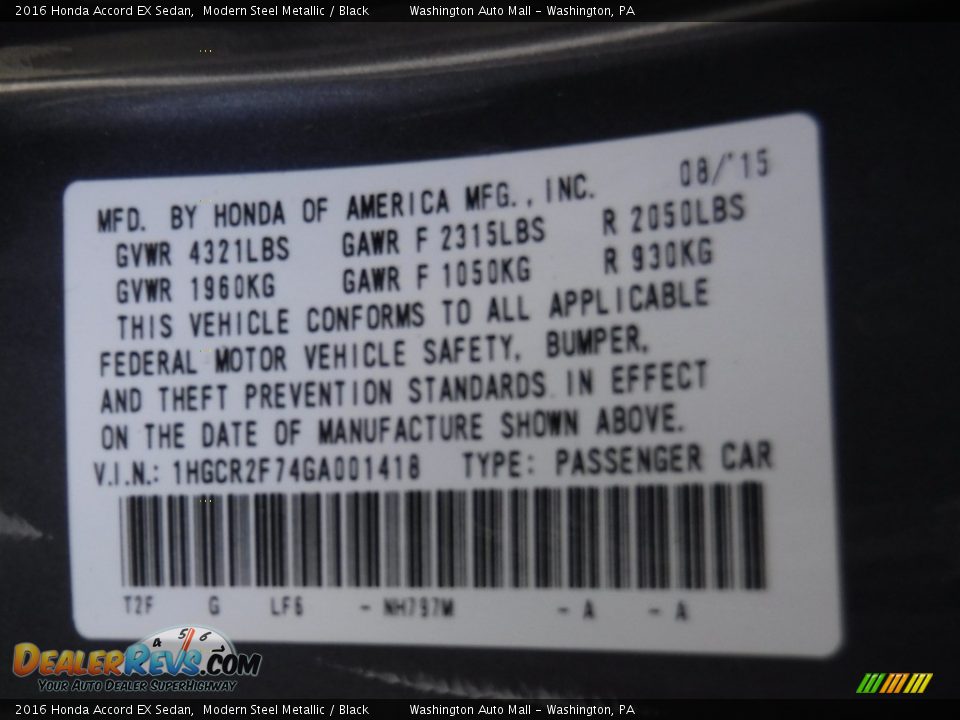 2016 Honda Accord EX Sedan, Modern Steel Metallic / Black Washington Auto Mall - Washington, PA
08/'15
MFD. BY HONDA OF AMERICA MFG., INC.
GVWR 4321LBS GAWR F 2315LBS R 2050LBS
GVWR 1960KG GAWR F 1050KG R 930KG
THIS VEHICLE CONFORMS TO ALL APPLICABLE
FEDERAL MOTOR VEHICLE SAFETY, BUMPER,
AND THEFT PREVENTION STANDARDS IN EFFECT
ON THE DATE OF MANUFACTURE SHOWN ABOVE.
V.I.N.: 1HGCR2F74GA001418 TYPE: PASSENGER CAR
T2F G LF6 - NH797M - A - A
4 5 6
DEALERREVS.COM
YOUR AUTO DEALER SUPERHIGHWAY
2016 Honda Accord EX Sedan, Modern Steel Metallic / Black Washington Auto Mall - Washington, PA